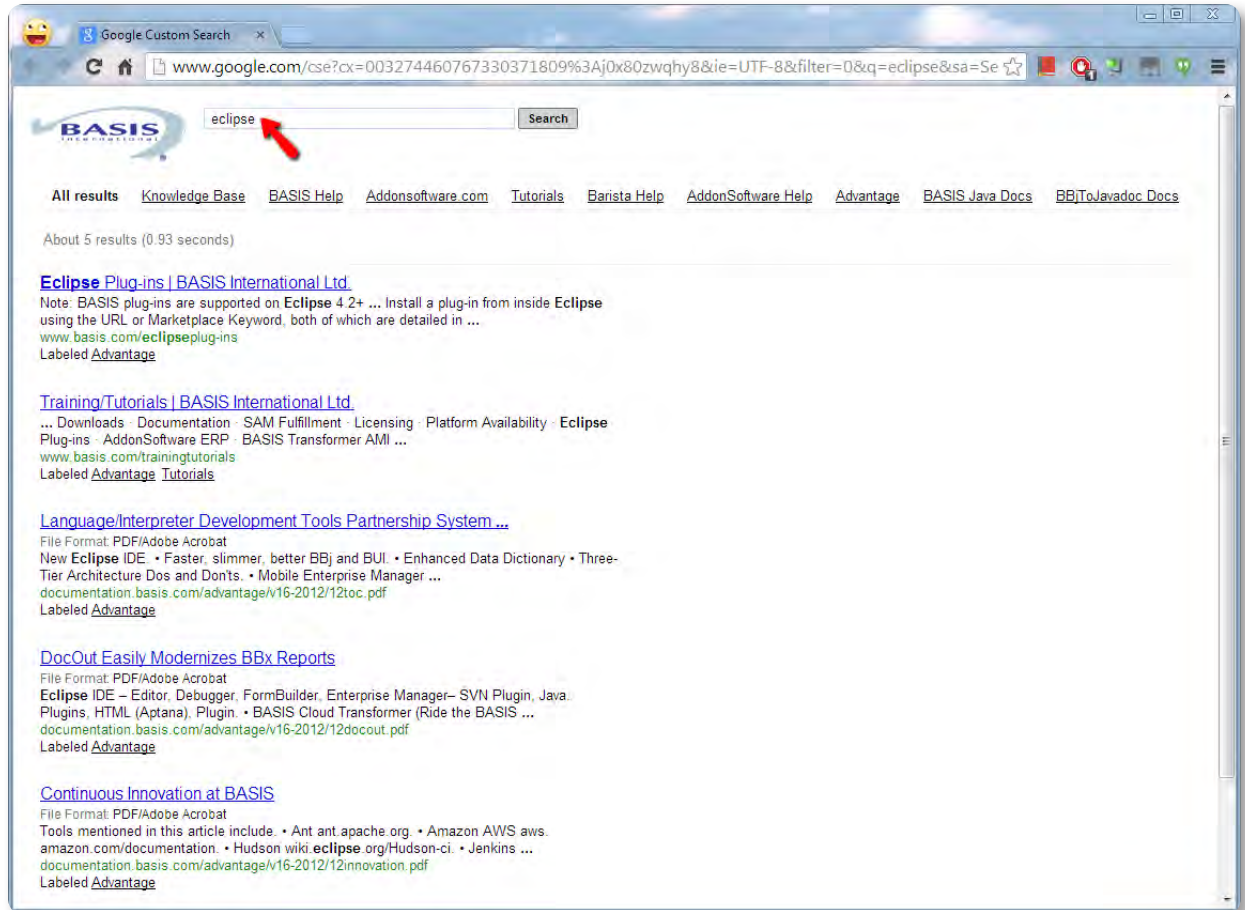 Google Custom Search
www.google.com/cse?cx=003274460767330371809%3Aj0x80zwqhy8&ie=UTF-8&filter=0&q=eclipse&sa=Se
BASIS
INTERNATIONAL
eclipse
Search
All results Knowledge Base BASIS Help Addonsoftware.com Tutorials Barista Help AddonSoftware Help Advantage BASIS Java Docs BBjToJavadoc Docs
About 5 results (0.93 seconds)
Eclipse Plug-ins | BASIS International Ltd.
Note: BASIS plug-ins are supported on Eclipse 4.2+ ... Install a plug-in from inside Eclipse
using the URL or Marketplace Keyword, both of which are detailed in ...
www.basis.com/eclipseplug-ins
Labeled Advantage
Training/Tutorials | BASIS International Ltd.
... Downloads · Documentation · SAM Fulfillment · Licensing · Platform Availability · Eclipse
Plug-ins · AddonSoftware ERP · BASIS Transformer AMI ...
www.basis.com/trainingtutorials
Labeled Advantage Tutorials
Language/Interpreter Development Tools Partnership System ...
File Format: PDF/Adobe Acrobat
New Eclipse IDE. • Faster, slimmer, better BBj and BUI. • Enhanced Data Dictionary • Three-
Tier Architecture Dos and Don'ts. • Mobile Enterprise Manager ...
documentation.basis.com/advantage/v16-2012/12toc.pdf
Labeled Advantage
DocOut Easily Modernizes BBx Reports
File Format: PDF/Adobe Acrobat
Eclipse IDE – Editor, Debugger, FormBuilder, Enterprise Manager– SVN Plugin, Java.
Plugins, HTML (Aptana), Plugin. • BASIS Cloud Transformer (Ride the BASIS ...
documentation.basis.com/advantage/v16-2012/12docout.pdf
Labeled Advantage
Continuous Innovation at BASIS
File Format: PDF/Adobe Acrobat
Tools mentioned in this article include. • Ant ant.apache.org. • Amazon AWS aws.
amazon.com/documentation. • Hudson wiki.eclipse.org/Hudson-ci. • Jenkins ...
documentation.basis.com/advantage/v16-2012/12innovation.pdf
Labeled Advantage